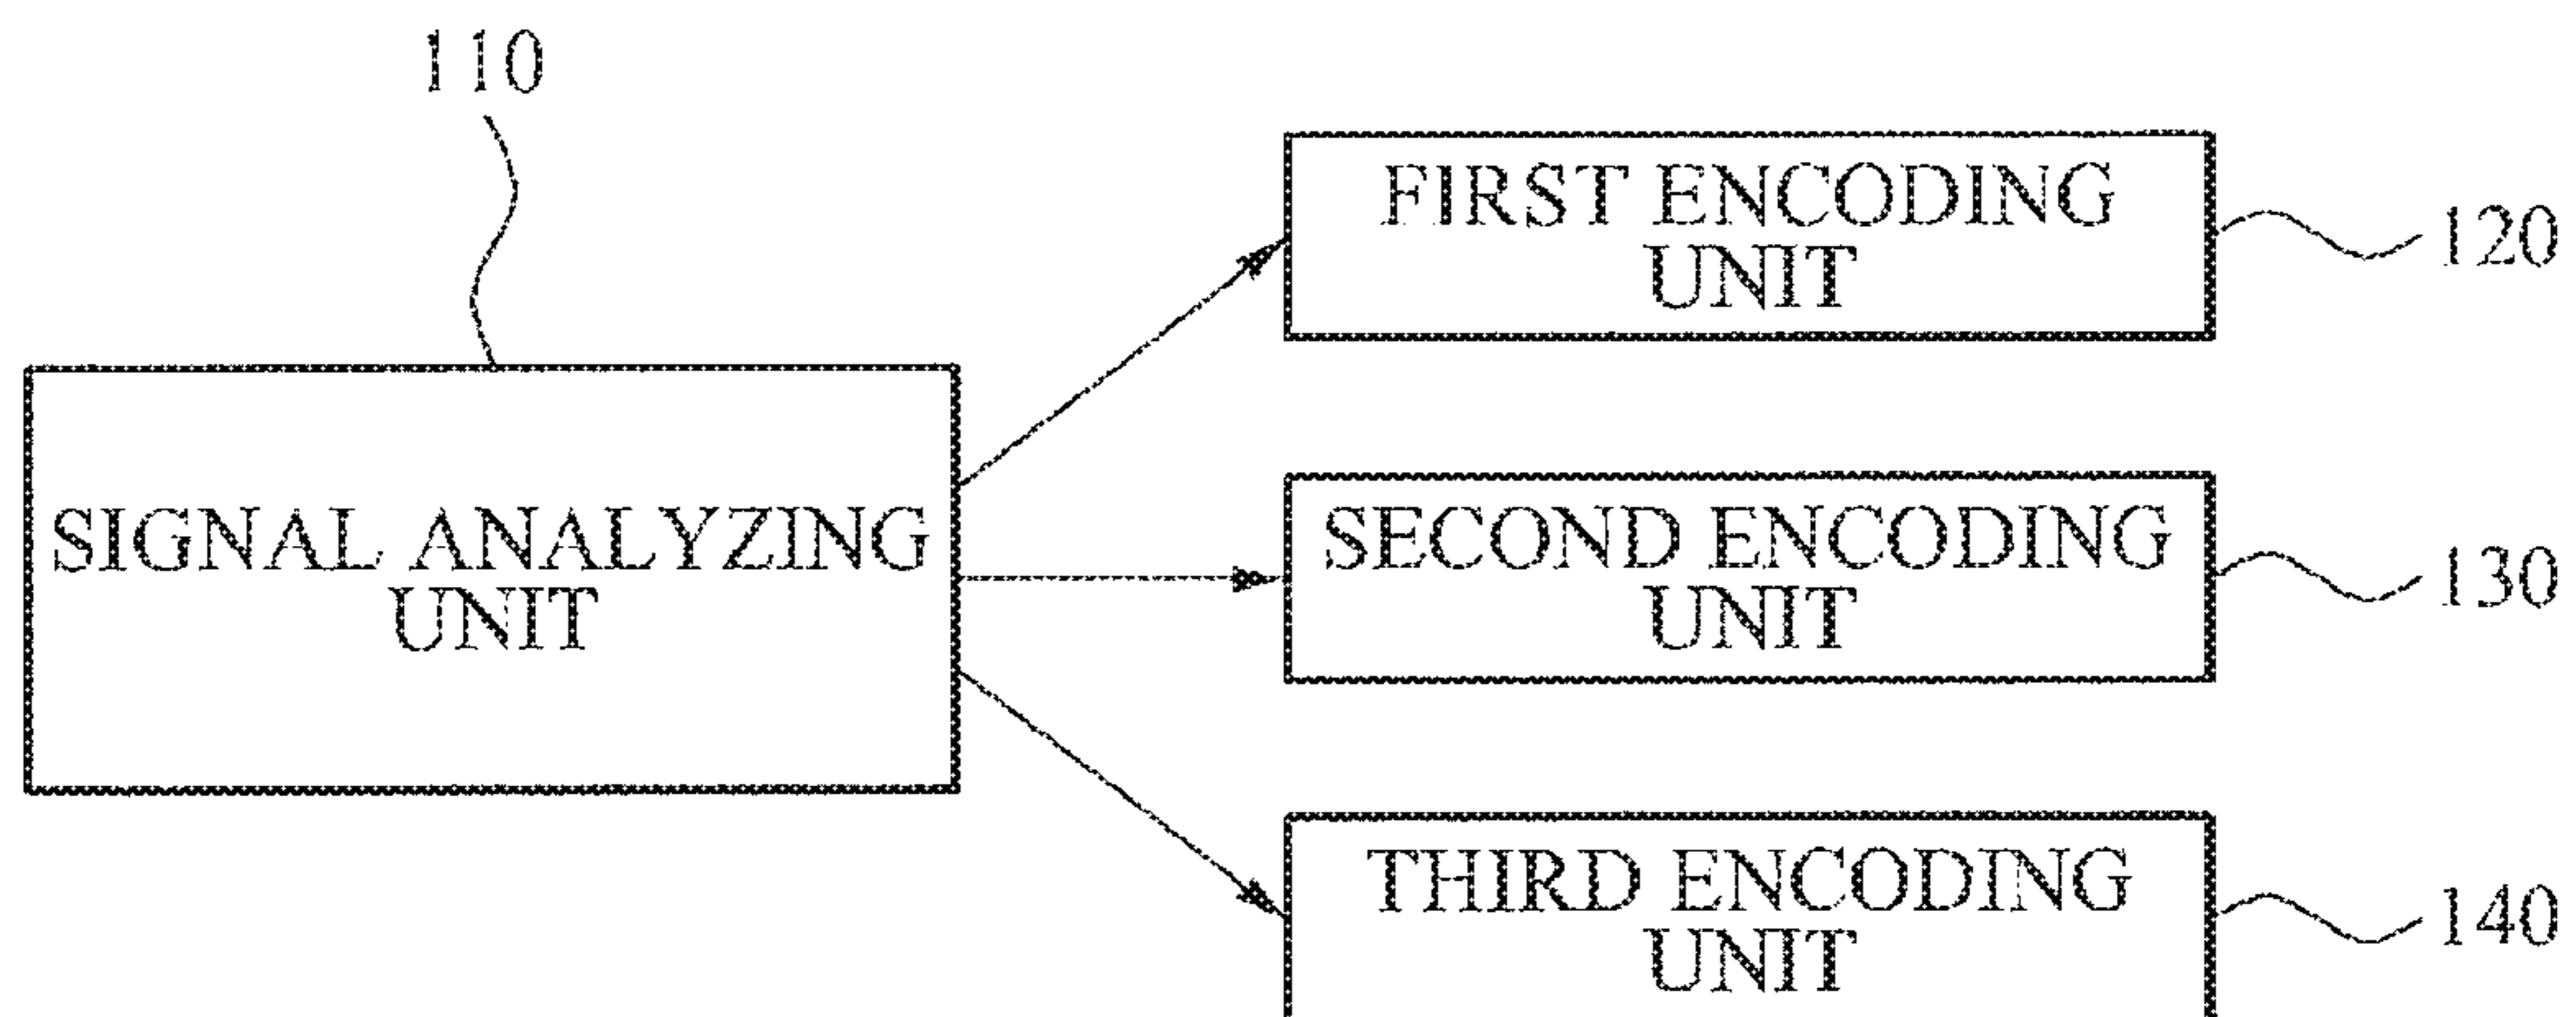 110
FIRST ENCODING
UNIT
120
SIGNAL ANALYZING
UNIT
SECOND ENCODING
UNIT
130
THIRD ENCODING
UNIT
140